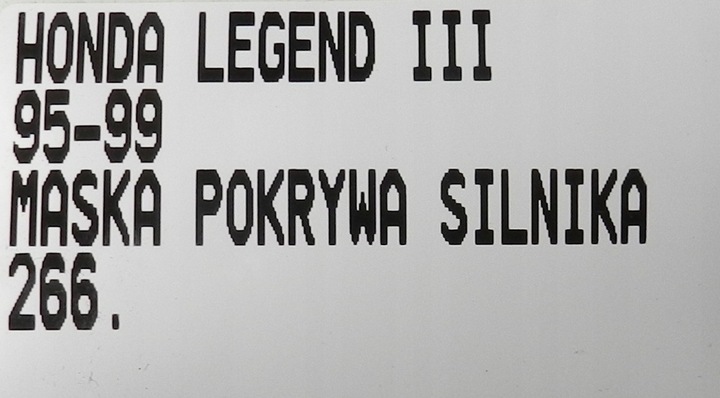 HONDA LEGEND III
95-99
MASKA POKRYWA SILNIKA
266.